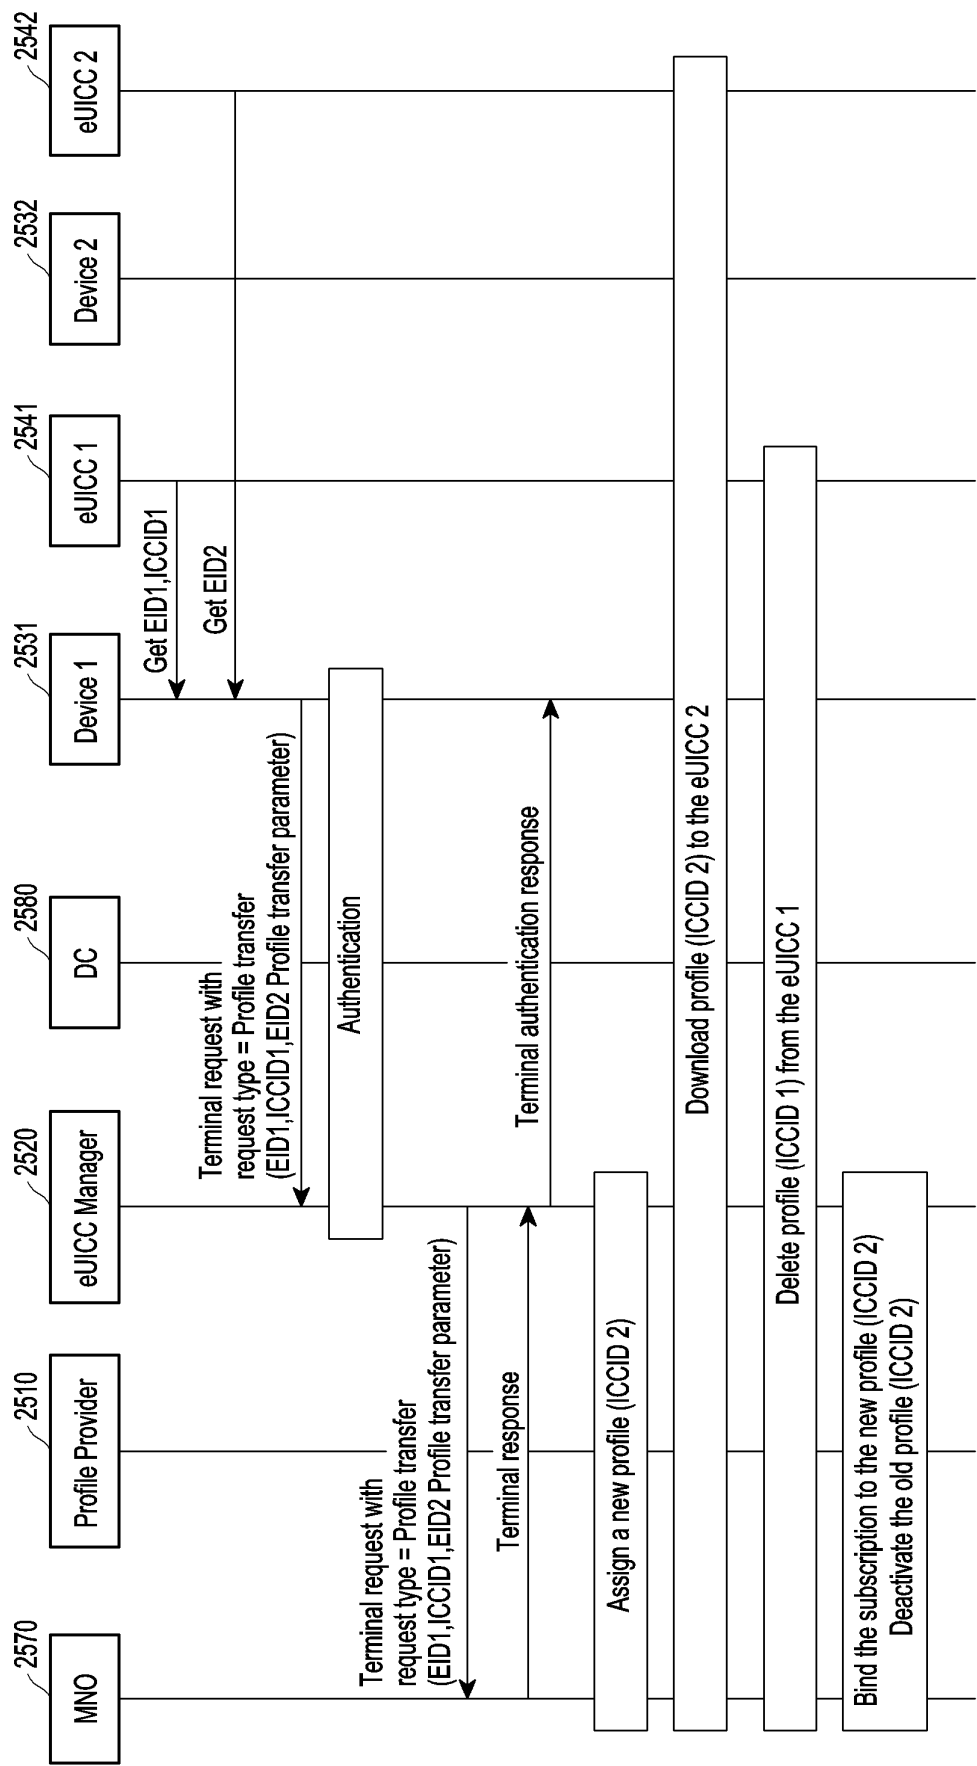 2570
MNO
2510
Profile Provider
2520
eUICC Manager
2580
DC
2531
Device 1
2541
eUICC 1
2532
Device 2
2542
eUICC 2
Get EID1,ICCID1
Get EID2
Terminal request with
request type = Profile transfer
(EID1,ICCID1,EID2 Profile transfer parameter)
Authentication
Terminal request with
request type = Profile transfer
(EID1,ICCID1,EID2 Profile transfer parameter)
Terminal response
Terminal authentication response
Assign a new profile (ICCID 2)
Download profile (ICCID 2) to the eUICC 2
Delete profile (ICCID 1) from the eUICC 1
Bind the subscription to the new profile (ICCID 2)
Deactivate the old profile (ICCID 2)